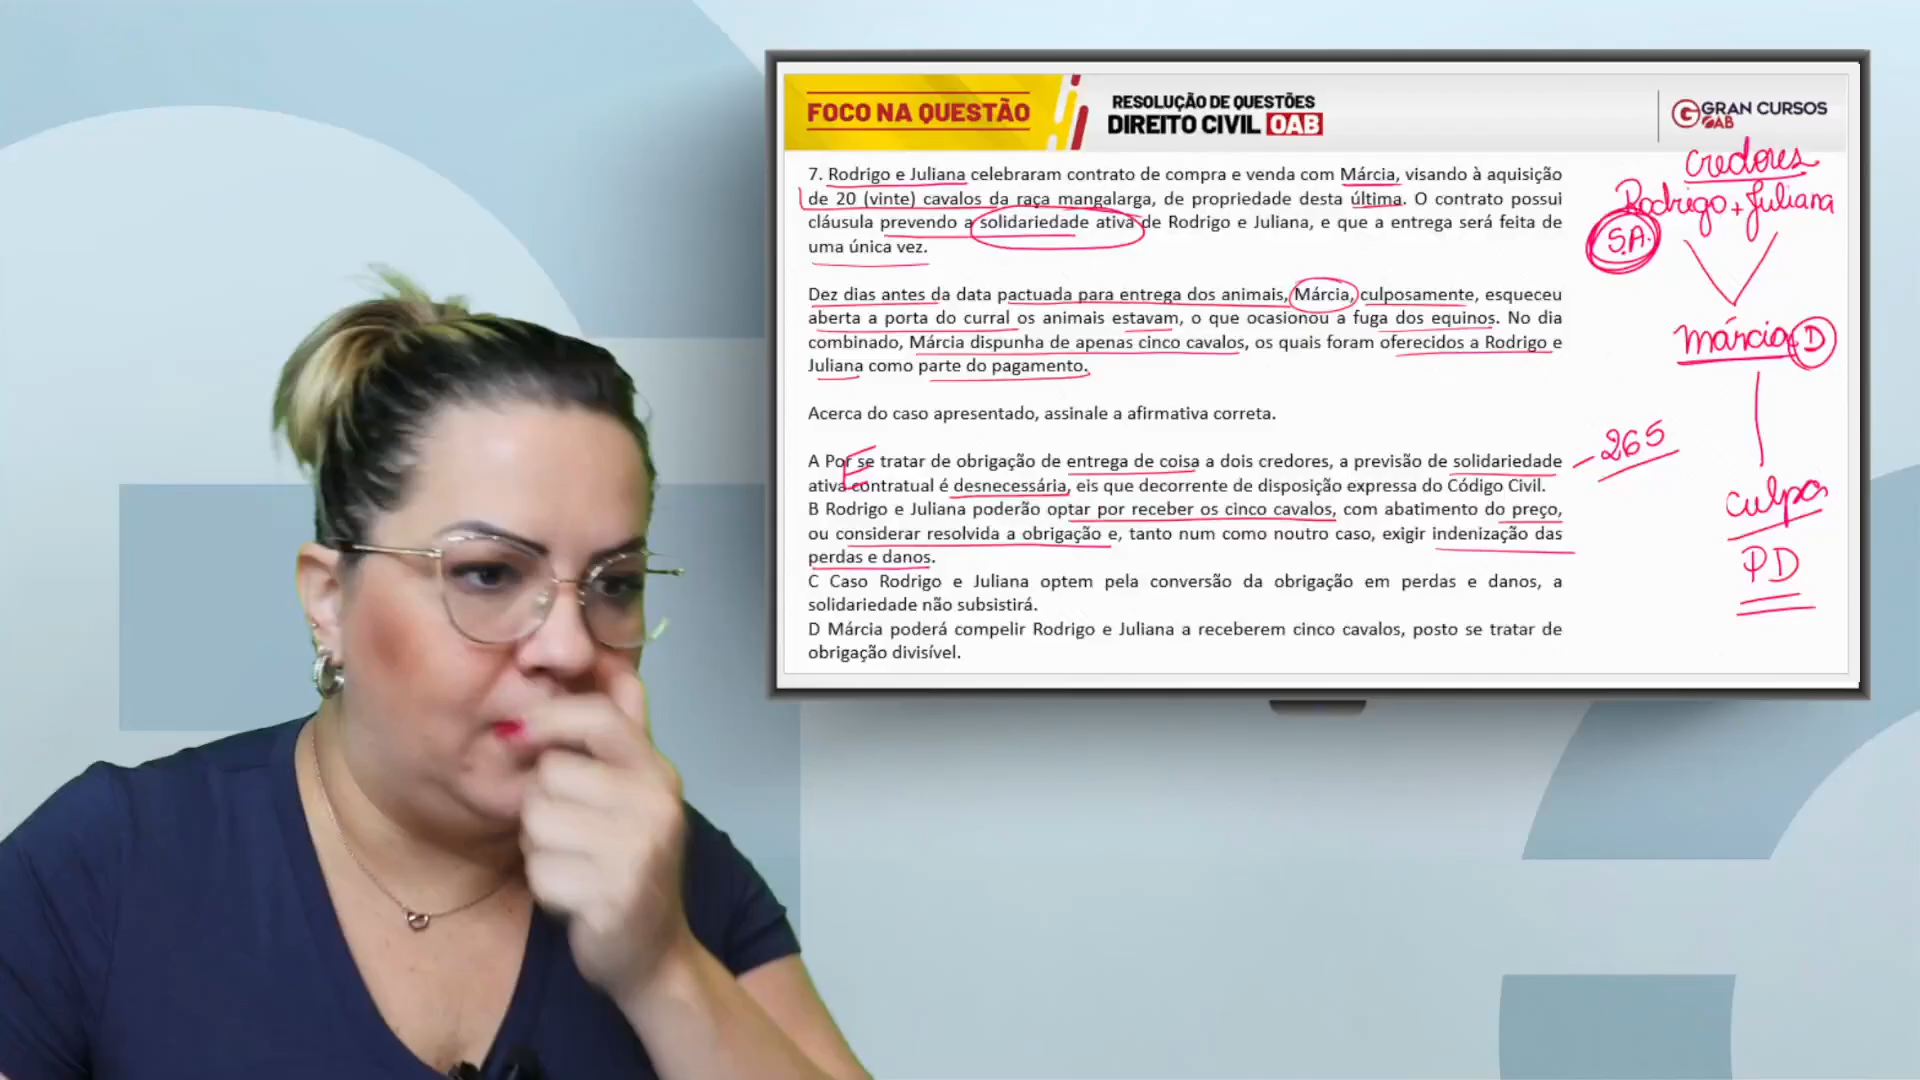 FOCO NA QUESTÃO
RESOLUÇÃO DE QUESTÕES
DIREITO CIVIL OAB
GRAN CURSOS
OAB
7. Rodrigo e Juliana celebraram contrato de compra e venda com Márcia, visando à aquisição
de 20 (vinte) cavalos da raça mangalarga, de propriedade desta última. O contrato possui
cláusula prevendo a solidariedade ativa de Rodrigo e Juliana, e que a entrega será feita de
uma única vez.
Dez dias antes da data pactuada para entrega dos animais, Márcia, culposamente, esqueceu
aberta a porta do curral os animais estavam, o que ocasionou a fuga dos equinos. No dia
combinado, Márcia dispunha de apenas cinco cavalos, os quais foram oferecidos a Rodrigo e
Juliana como parte do pagamento.
Acerca do caso apresentado, assinale a afirmativa correta.
A Por se tratar de obrigação de entrega de coisa a dois credores, a previsão de solidariedade
ativa contratual é desnecessária, eis que decorrente de disposição expressa do Código Civil.
B Rodrigo e Juliana poderão optar por receber os cinco cavalos, com abatimento do preço,
ou considerar resolvida a obrigação e, tanto num como noutro caso, exigir indenização das
perdas e danos.
C Caso Rodrigo e Juliana optem pela conversão da obrigação em perdas e danos, a
solidariedade não subsistirá.
D Márcia poderá compelir Rodrigo e Juliana a receberem cinco cavalos, posto se tratar de
obrigação divisível.
E
credores
Rodrigo + Juliana
S.A.
márcia D
- 265
culpa
PD